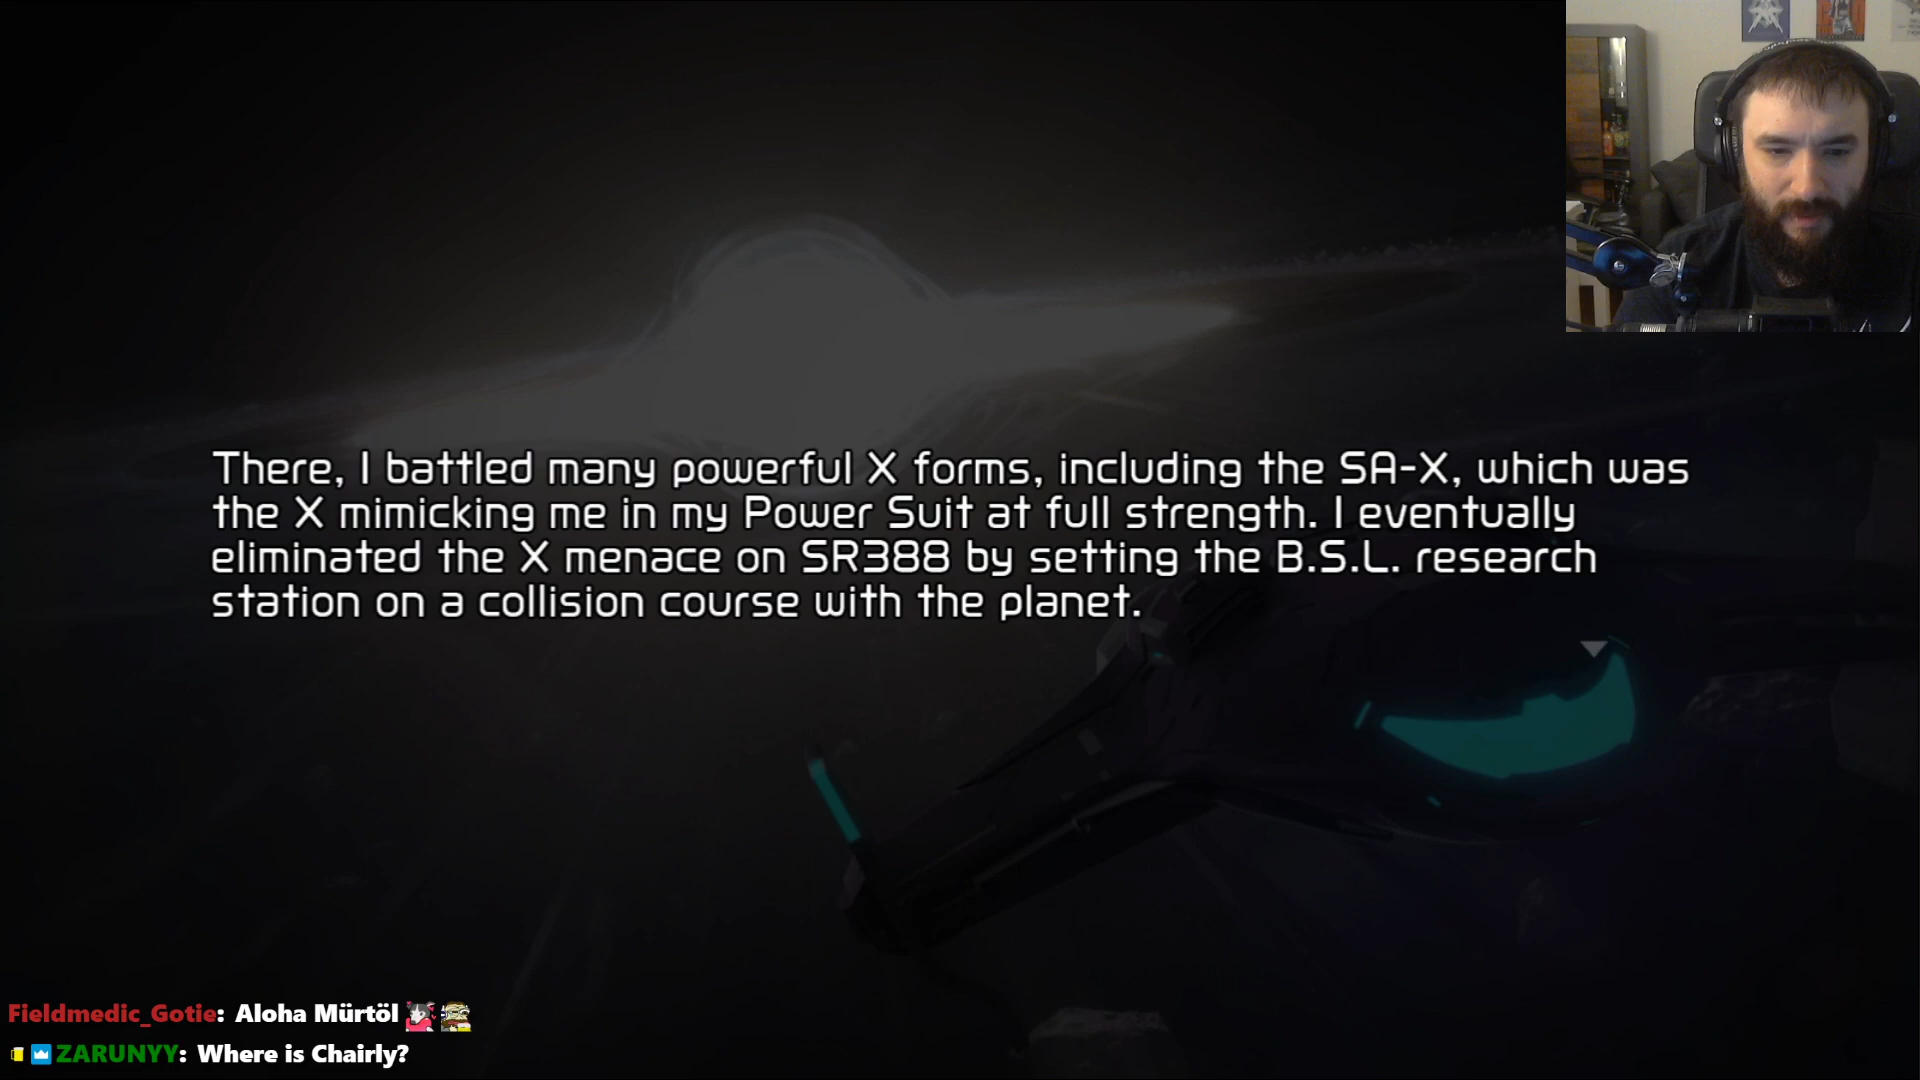 There, I battled many powerful X forms, including the SA-X, which was
the X mimicking me in my Power Suit at full strength. I eventually
eliminated the X menace on SR388 by setting the B.S.L. research
station on a collision course with the planet.
Fieldmedic_Gotie: Aloha Mürtöl
ZARUNYY: Where is Chairly?